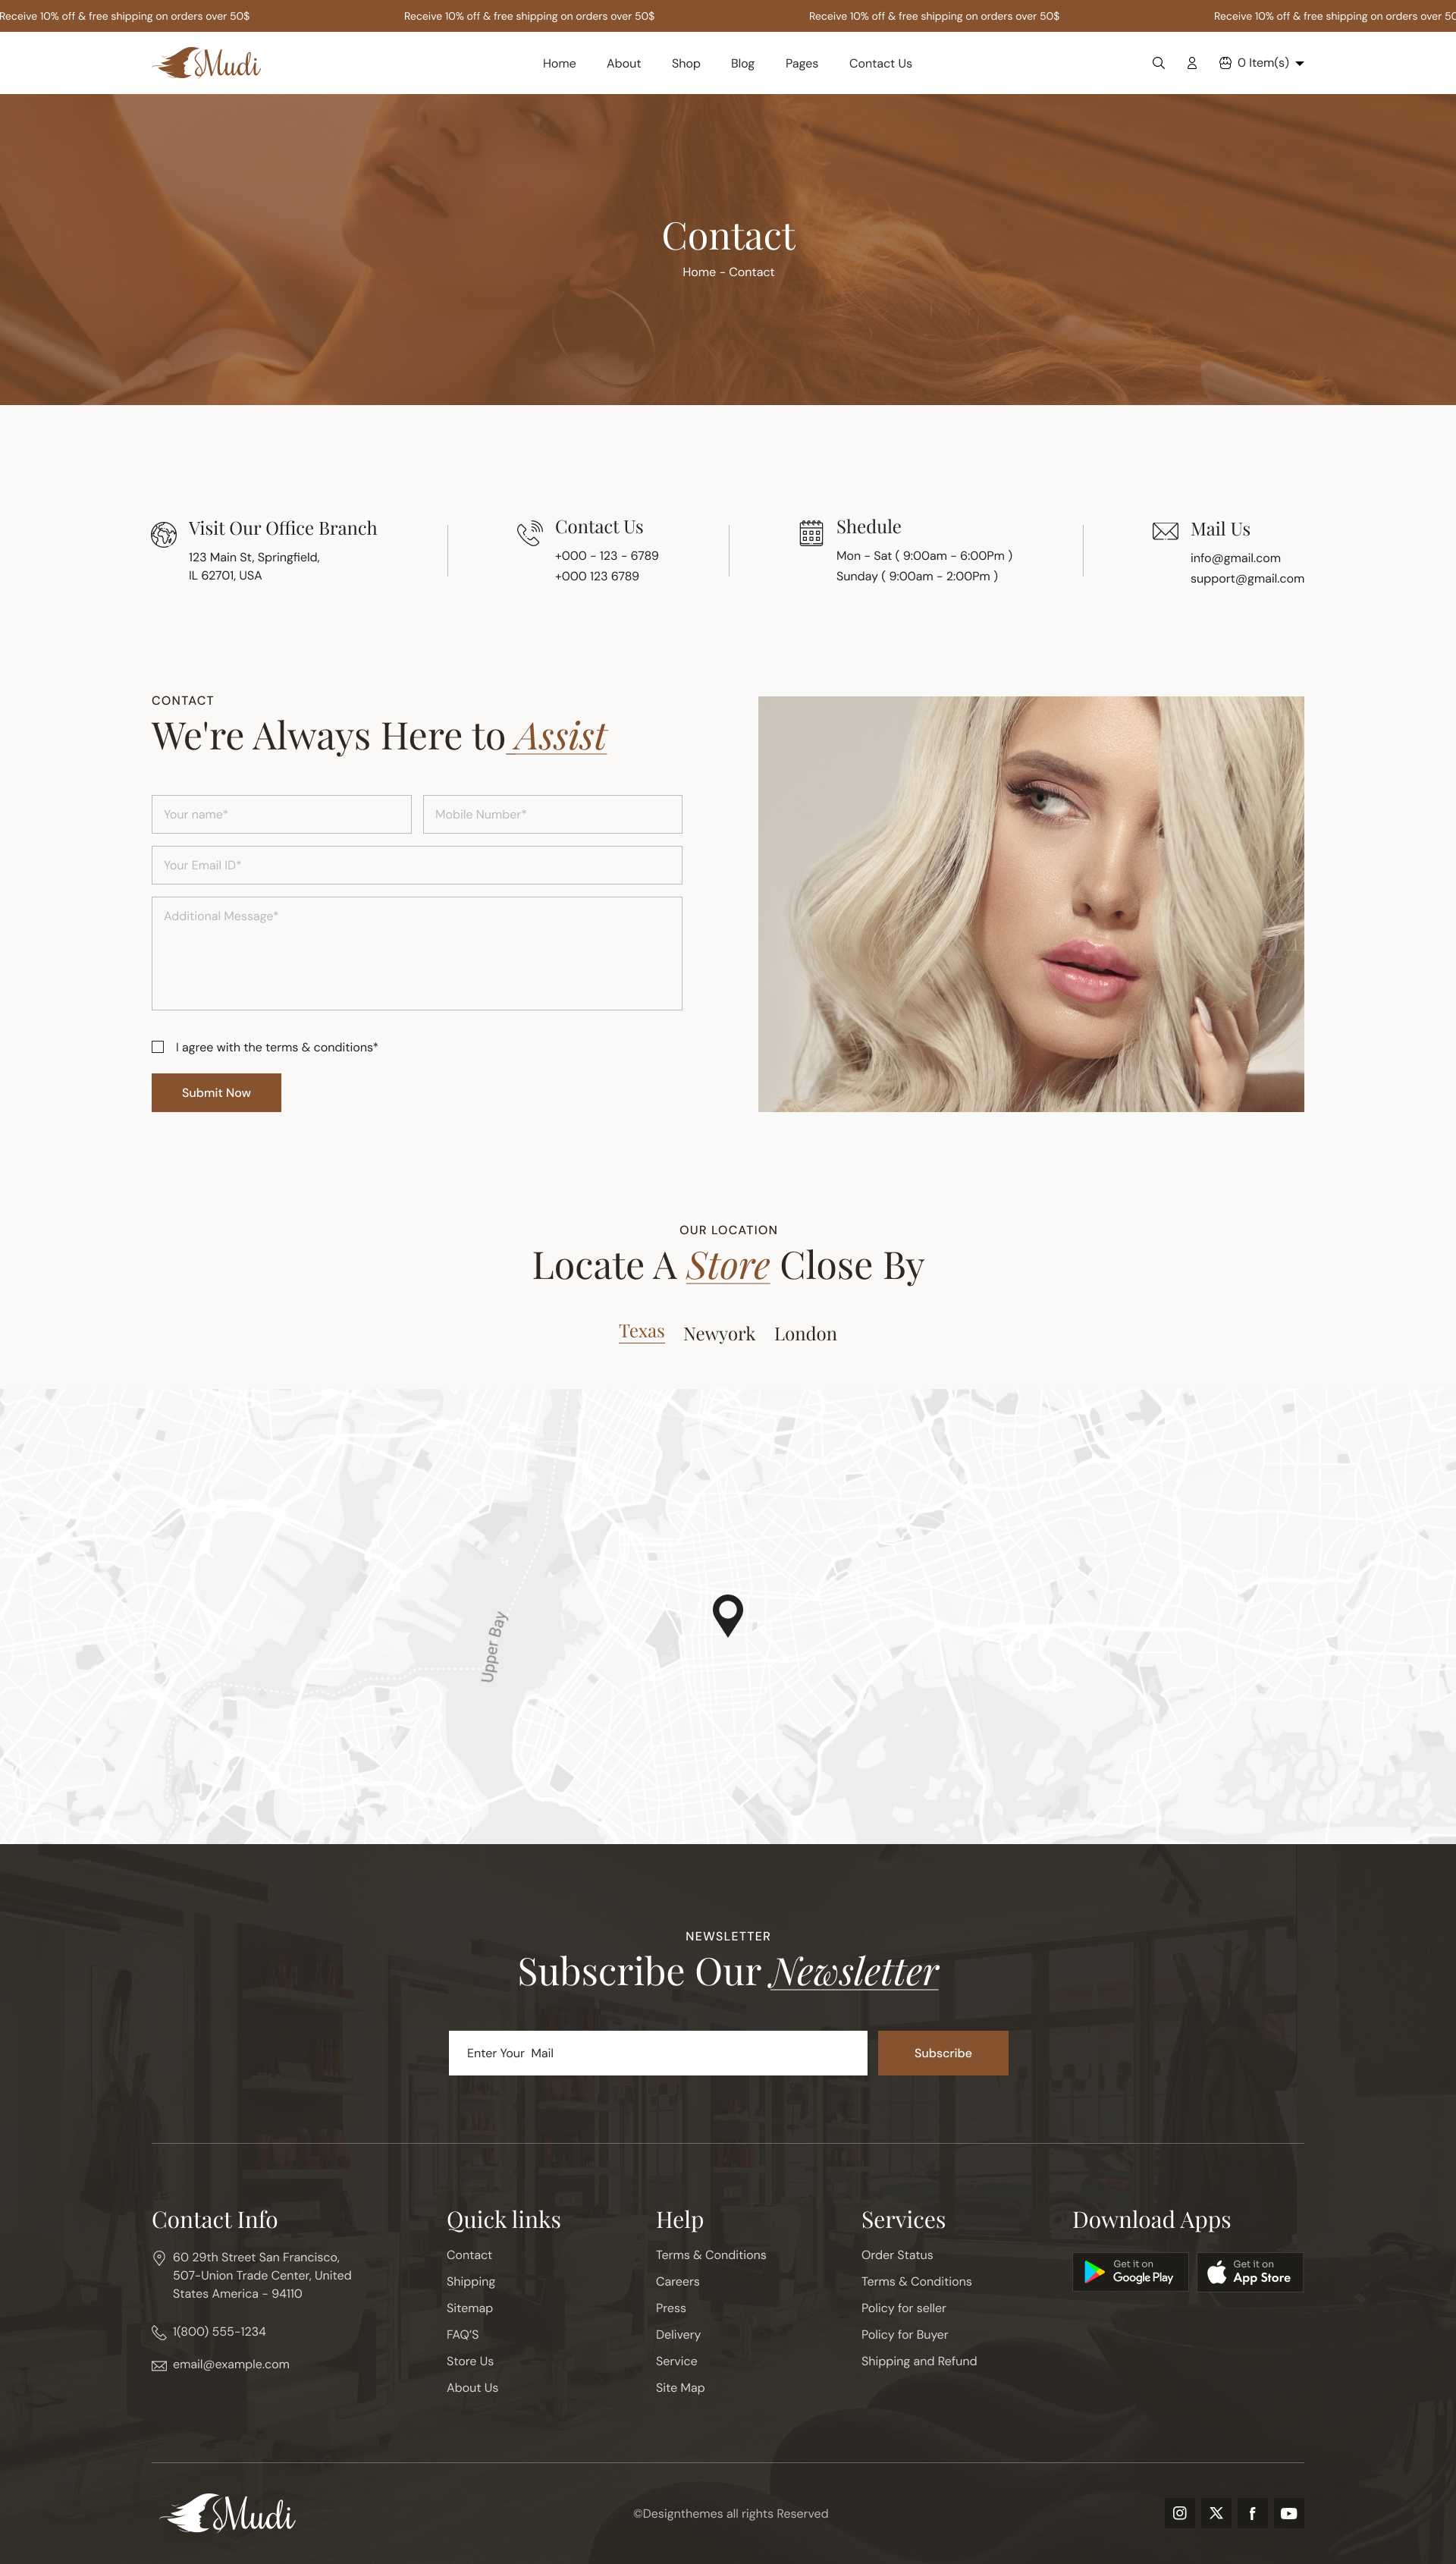 Receive 10% off & free shipping on orders over 50$ Receive 10% off & free shipping on orders over 50$ Receive 10% off & free shipping on orders over 50$ Receive 10% off & free shipping on orders over 50
Mudi
Home About Shop Blog Pages Contact Us
0 Item(s)
Contact
Home - Contact
Visit Our Office Branch
123 Main St, Springfield,
IL 62701, USA
Contact Us
+000 - 123 - 6789
+000 123 6789
Shedule
Mon - Sat ( 9:00am - 6:00Pm )
Sunday ( 9:00am - 2:00Pm )
Mail Us
info@gmail.com
support@gmail.com
CONTACT
We're Always Here to Assist
Your name*
Mobile Number*
Your Email ID*
Additional Message*
I agree with the terms & conditions*
Submit Now
OUR LOCATION
Locate A Store Close By
Texas Newyork London
Upper Bay
NEWSLETTER
Subscribe Our Newsletter
Enter Your Mail
Subscribe
Contact Info
60 29th Street San Francisco,
507-Union Trade Center, United
States America - 94110
1(800) 555-1234
email@example.com
Quick links
Contact
Shipping
Sitemap
FAQ'S
Store Us
About Us
Help
Terms & Conditions
Careers
Press
Delivery
Service
Site Map
Services
Order Status
Terms & Conditions
Policy for seller
Policy for Buyer
Shipping and Refund
Download Apps
Get it on
Google Play
Get it on
App Store
Mudi
©Designthemes all rights Reserved